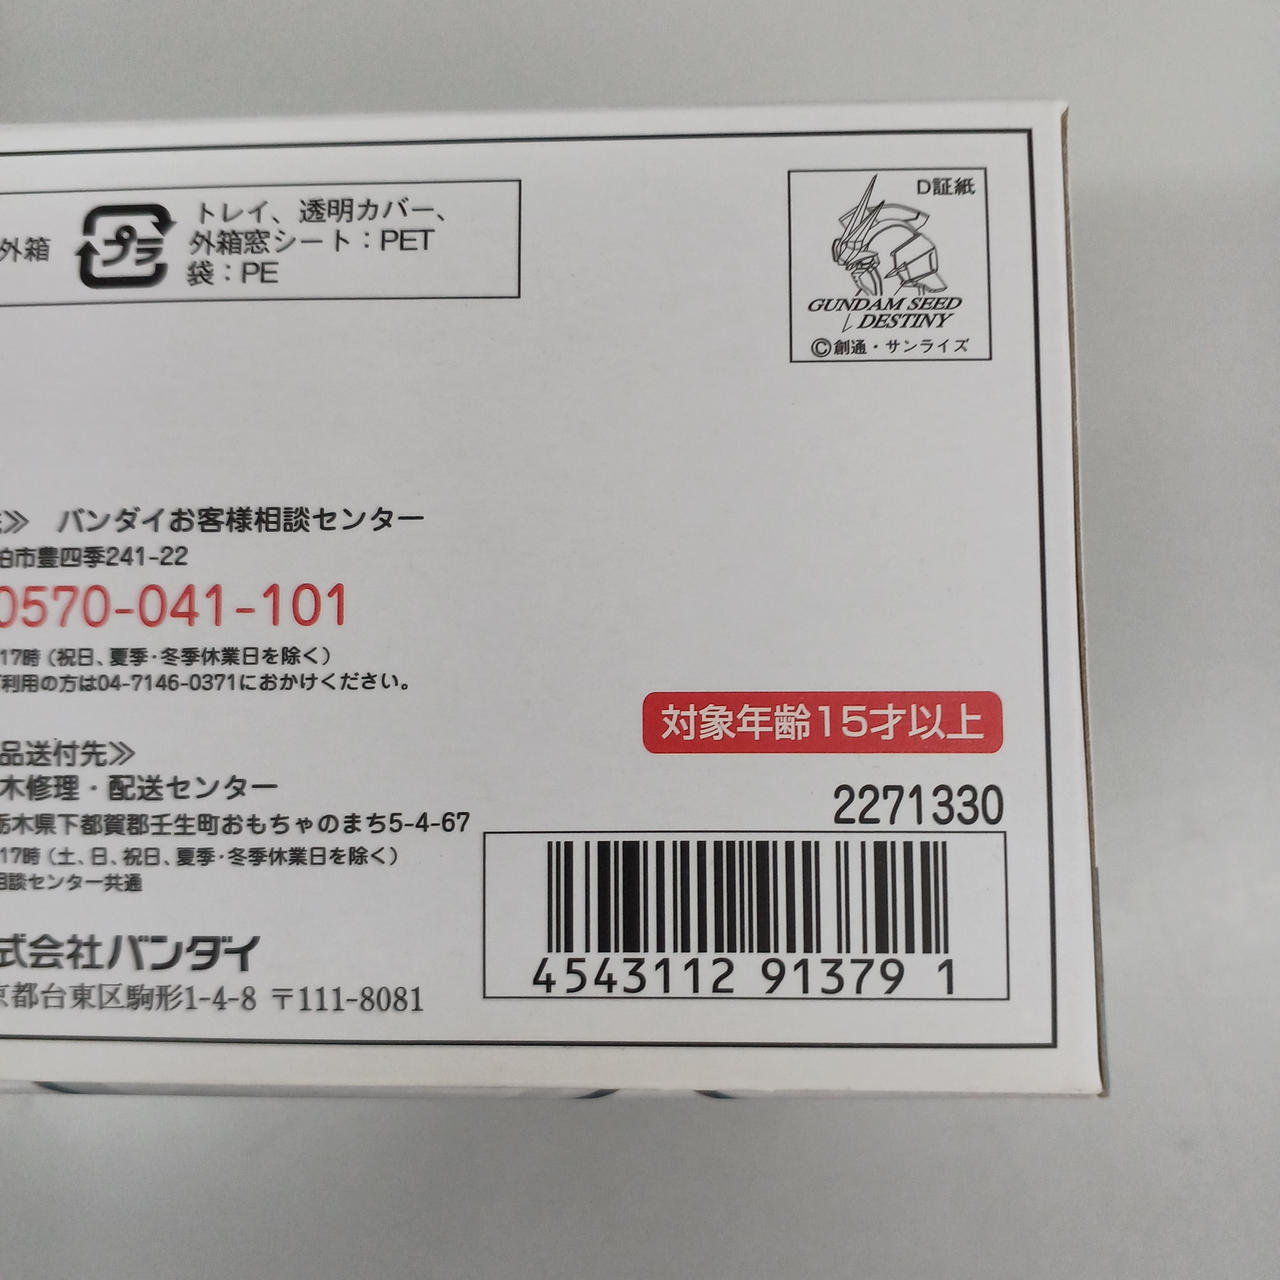 外箱
プラ
トレイ、透明カバー、
外箱窓シート：PET
袋：PE
D証紙
GUNDAM SEED
DESTINY
©創通・サンライズ
≫ バンダイお客様相談センター
柏市豊四季241-22
0570-041-101
17時（祝日、夏季・冬季休業日を除く）
利用の方は04-7146-0371におかけください。
品送付先≫
木修理・配送センター
栃木県下都賀郡壬生町おもちゃのまち5-4-67
17時（土、日、祝日、夏季・冬季休業日を除く）
相談センター共通
式会社バンダイ
京都台東区駒形1-4-8 〒111-8081
対象年齢15才以上
2271330
4543112 91379 1